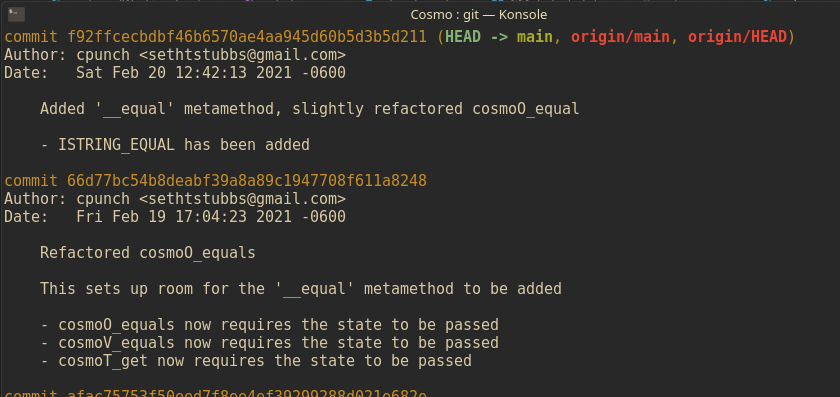 Cosmo : git — Konsole
commit f92ffcecbdbf46b6570ae4aa945d60b5d3b5d211 (HEAD -> main, origin/main, origin/HEAD)
Author: cpunch <sethtstubbs@gmail.com>
Date:   Sat Feb 20 12:42:13 2021 -0600
Added '__equal' metamethod, slightly refactored cosmoO_equal
- ISTRING_EQUAL has been added
commit 66d77bc54b8deabf39a8a89c1947708f611a8248
Author: cpunch <sethtstubbs@gmail.com>
Date:   Fri Feb 19 17:04:23 2021 -0600
Refactored cosmoO_equals
This sets up room for the '__equal' metamethod to be added
- cosmoO_equals now requires the state to be passed
- cosmoV_equals now requires the state to be passed
- cosmoT_get now requires the state to be passed
commit